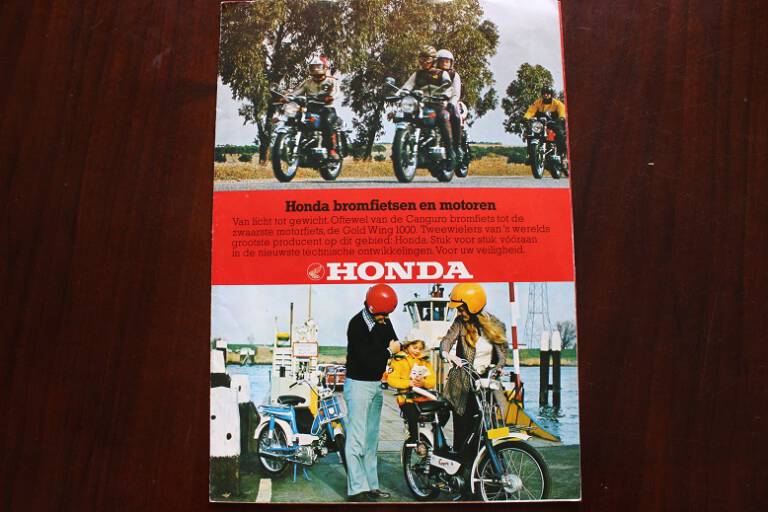 Honda bromfietsen en motoren
Van licht tot gewicht. Oftewel van de Canguro bromfiets tot de
zwaarste motorfiets, de Gold Wing 1000. Tweewielers van 's werelds
grootste producent op dit gebied: Honda. Stuk voor stuk vóóraan
in de nieuwste technische ontwikkelingen. Voor uw veiligheid.
HONDA